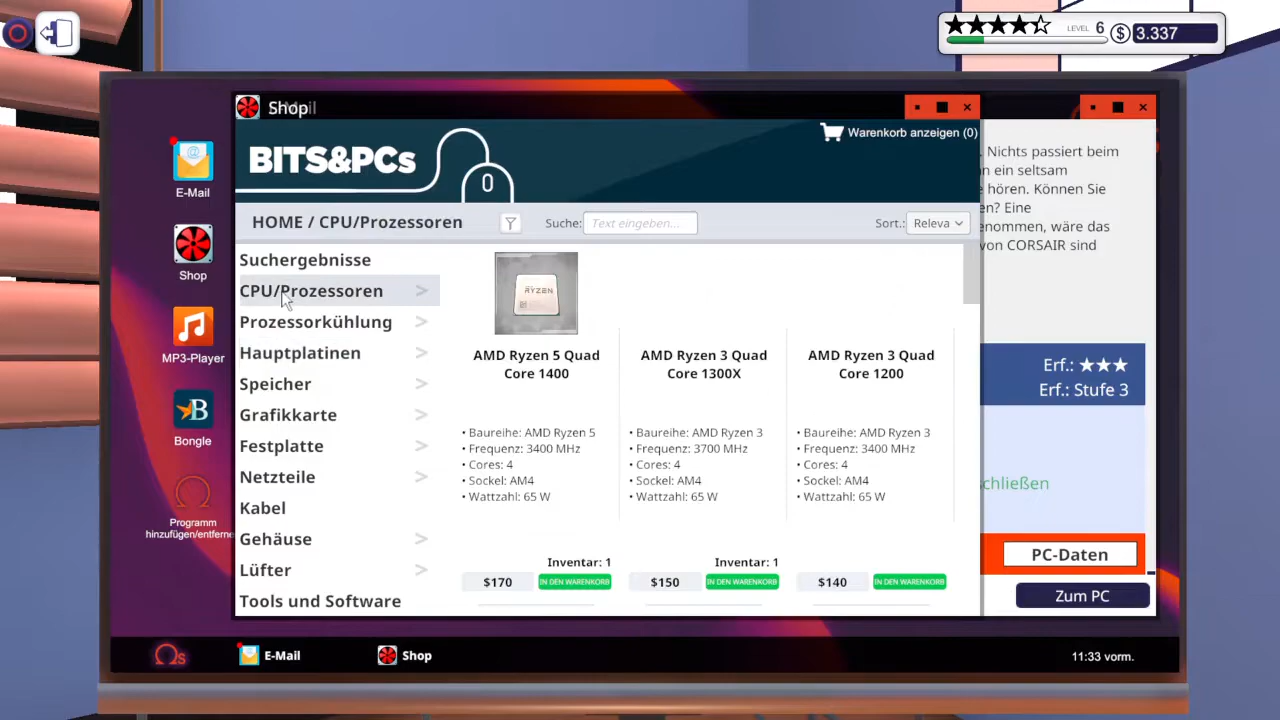 LEVEL 6 $ 3.337
Shop
Warenkorb anzeigen (0)
BITS&PCs
HOME / CPU/Prozessoren
Suche: Text eingeben...
Sort.: Releva
Suchergebnisse
CPU/Prozessoren >
Prozessorkühlung >
Hauptplatinen >
Speicher >
Grafikkarte >
Festplatte >
Netzteile >
Kabel
Gehäuse >
Lüfter >
Tools und Software
RYZEN
AMD Ryzen 5 Quad
Core 1400
• Baureihe: AMD Ryzen 5
• Frequenz: 3400 MHz
• Cores: 4
• Sockel: AM4
• Wattzahl: 65 W
Inventar: 1
$170 IN DEN WARENKORB
AMD Ryzen 3 Quad
Core 1300X
• Baureihe: AMD Ryzen 3
• Frequenz: 3700 MHz
• Cores: 4
• Sockel: AM4
• Wattzahl: 65 W
Inventar: 1
$150 IN DEN WARENKORB
AMD Ryzen 3 Quad
Core 1200
• Baureihe: AMD Ryzen 3
• Frequenz: 3400 MHz
• Cores: 4
• Sockel: AM4
• Wattzahl: 65 W
$140 IN DEN WARENKORB
. Nichts passiert beim
n ein seltsam
e hören. Können Sie
en? Eine
enommen, wäre das
von CORSAIR sind
Erf.: ★★★
Erf.: Stufe 3
schließen
PC-Daten
Zum PC
E-Mail
Shop
MP3-Player
Bongle
Programm
hinzufügen/entferne
Ωs
E-Mail
Shop
11:33 vorm.